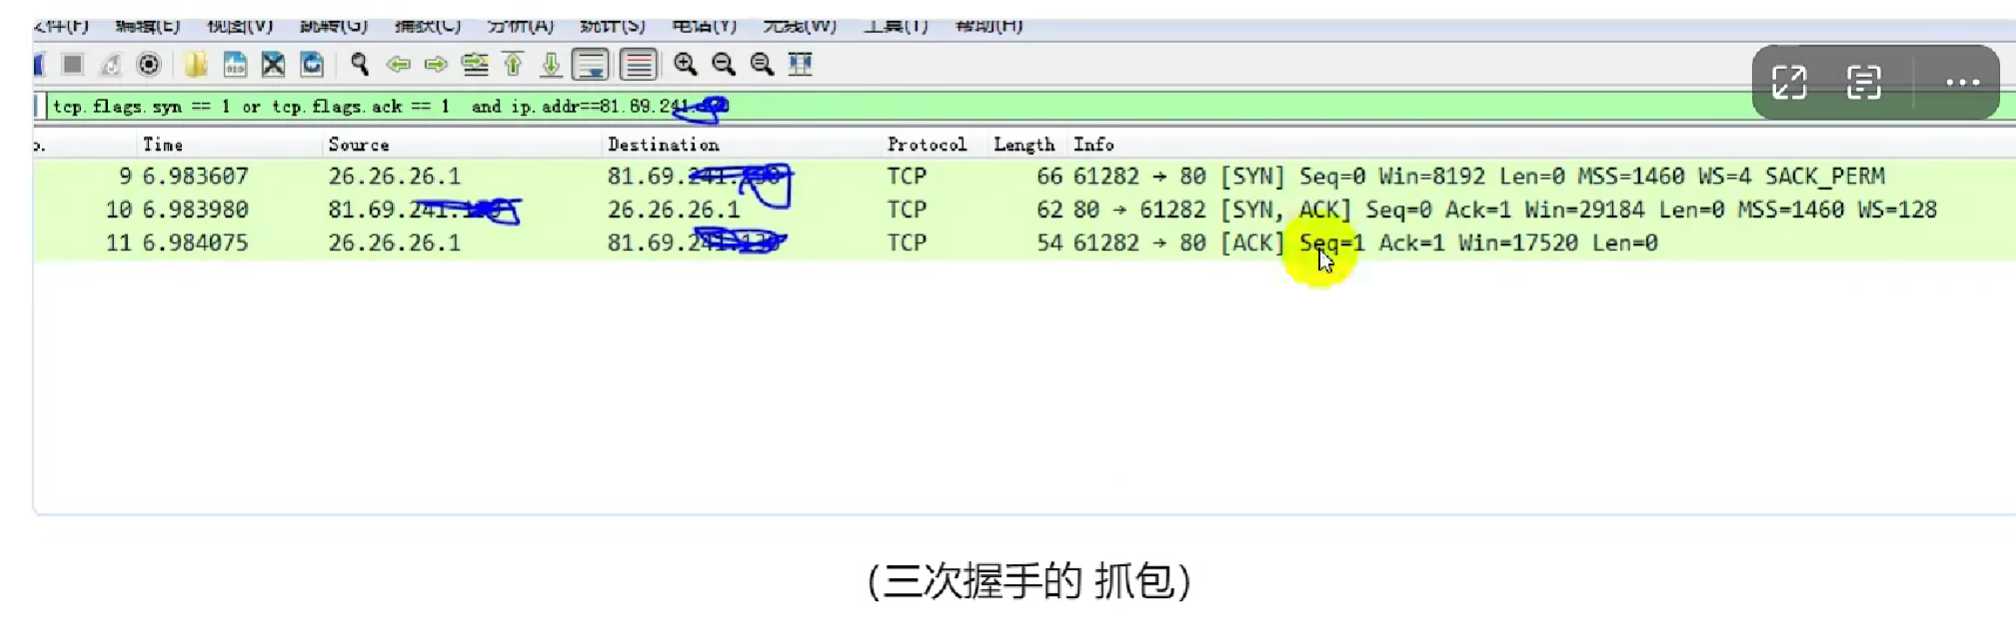 文件(F) 编辑(E) 视图(V) 跳转(G) 捕获(C) 分析(A) 统计(S) 电话(Y) 无线(W) 工具(T) 帮助(H)
tcp.flags.syn == 1 or tcp.flags.ack == 1 and ip.addr==81.69.241.
Time Source Destination Protocol Length Info
9 6.983607 26.26.26.1 81.69.241. TCP 66 61282 → 80 [SYN] Seq=0 Win=8192 Len=0 MSS=1460 WS=4 SACK_PERM
10 6.983980 81.69.241. 26.26.26.1 TCP 62 80 → 61282 [SYN, ACK] Seq=0 Ack=1 Win=29184 Len=0 MSS=1460 WS=128
11 6.984075 26.26.26.1 81.69. TCP 54 61282 → 80 [ACK] Seq=1 Ack=1 Win=17520 Len=0
(三次握手的 抓包)